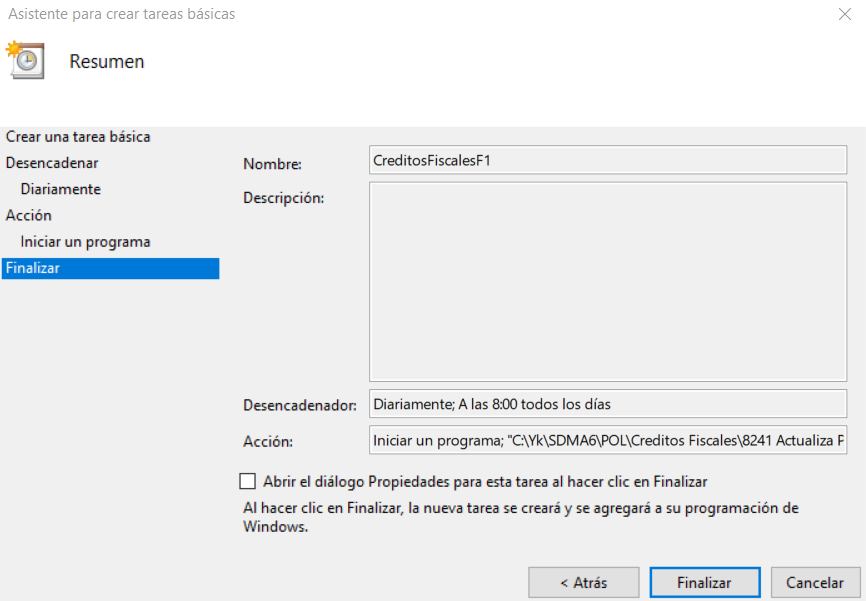 Asistente para crear tareas básicas
Resumen
Crear una tarea básica
Desencadenar
Diariamente
Acción
Iniciar un programa
Finalizar
Nombre:
CreditosFiscalesF1
Descripción:
Desencadenador:
Diariamente; A las 8:00 todos los días
Acción:
Iniciar un programa; "C:\Yk\SDMA6\POL\Creditos Fiscales\8241 Actualiza P
Abrir el diálogo Propiedades para esta tarea al hacer clic en Finalizar
Al hacer clic en Finalizar, la nueva tarea se creará y se agregará a su programación de
Windows.
< Atrás
Finalizar
Cancelar